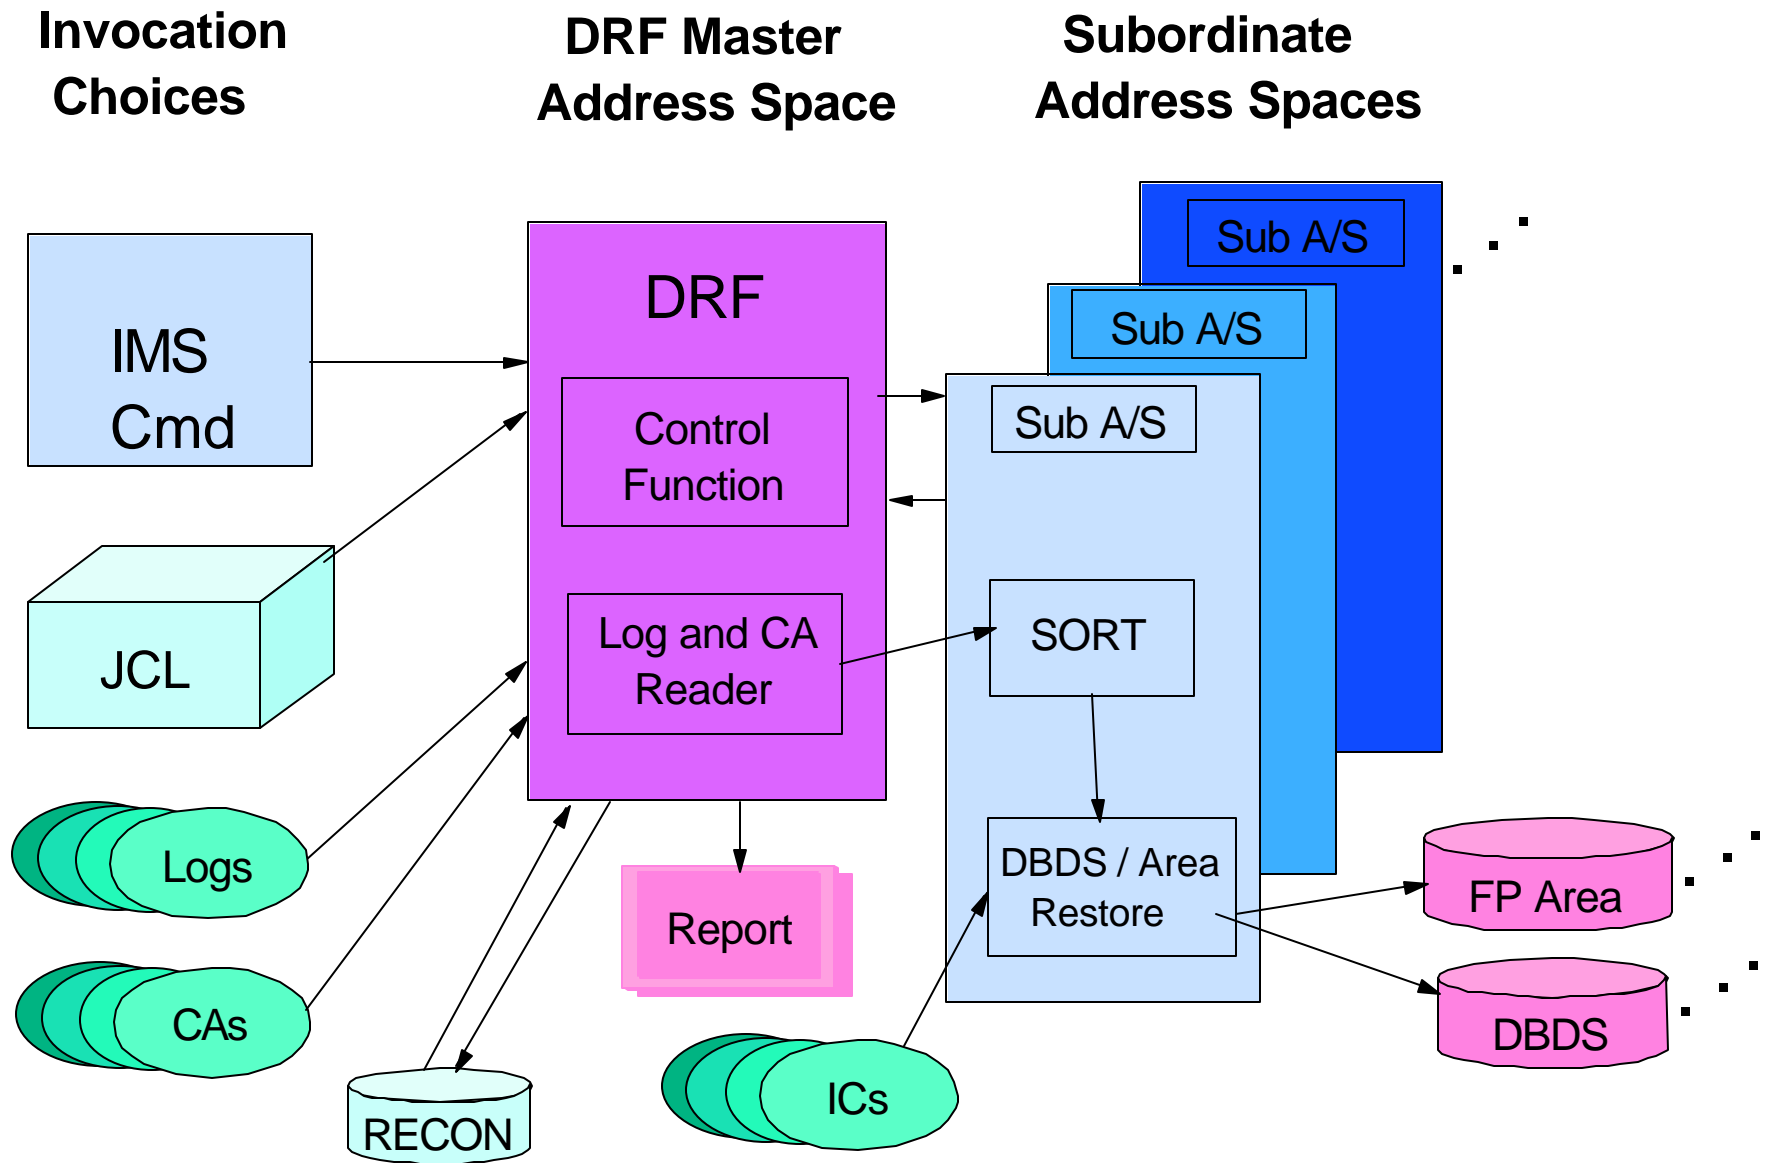 Invocation
Choices
DRF Master
Address Space
Subordinate
Address Spaces
IMS
Cmd
JCL
Logs
CAs
RECON
DRF
Control
Function
Log and CA
Reader
Report
ICs
Sub A/S
Sub A/S
Sub A/S
SORT
DBDS / Area
Restore
FP Area
DBDS